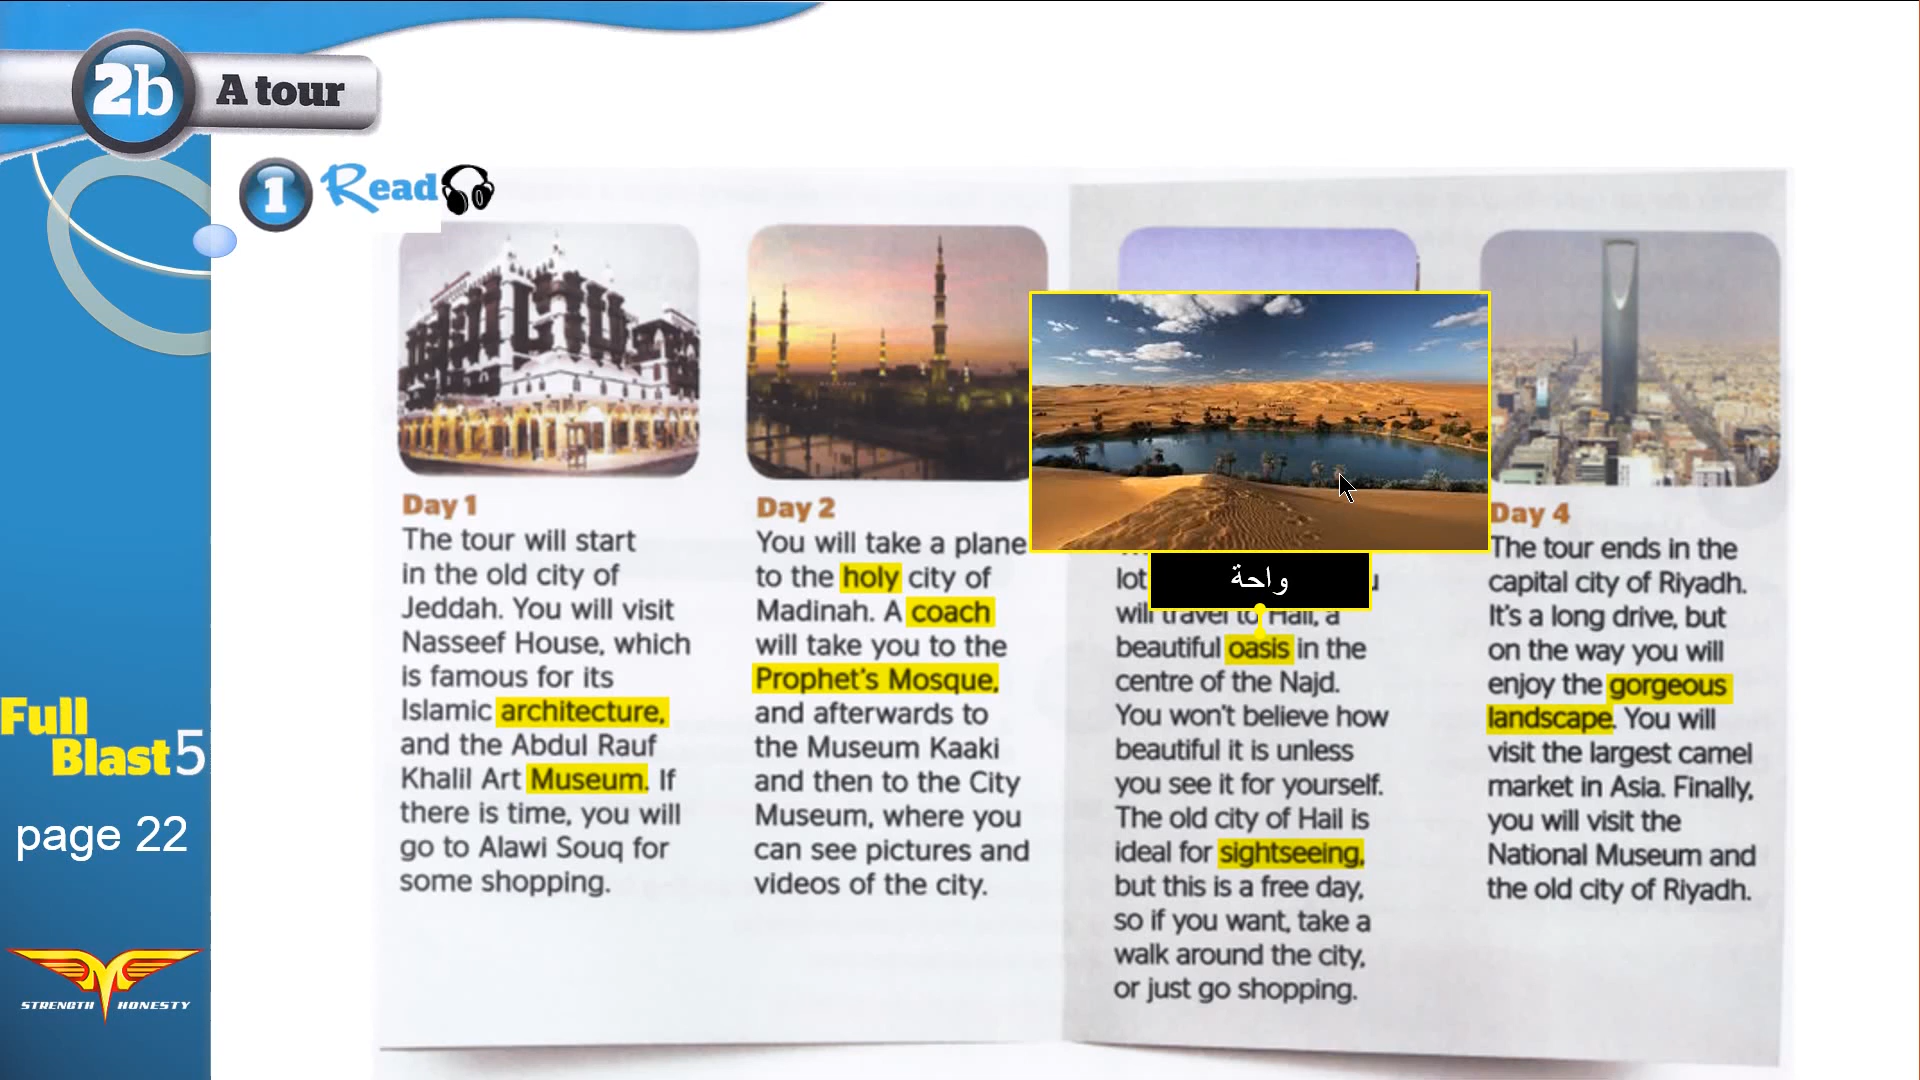 2b A tour
1 Read
Day 1
The tour will start
in the old city of
Jeddah. You will visit
Nasseef House, which
is famous for its
Islamic architecture,
and the Abdul Rauf
Khalil Art Museum. If
there is time, you will
go to Alawi Souq for
some shopping.
Day 2
You will take a plane
to the holy city of
Madinah. A coach
will take you to the
Prophet's Mosque,
and afterwards to
the Museum Kaaki
and then to the City
Museum, where you
can see pictures and
videos of the city.
واحة
lot
will travel to Hail, a
beautiful oasis in the
centre of the Najd.
You won't believe how
beautiful it is unless
you see it for yourself.
The old city of Hail is
ideal for sightseeing,
but this is a free day,
so if you want, take a
walk around the city,
or just go shopping.
Day 4
The tour ends in the
capital city of Riyadh.
It's a long drive, but
on the way you will
enjoy the gorgeous
landscape. You will
visit the largest camel
market in Asia. Finally,
you will visit the
National Museum and
the old city of Riyadh.
Full
Blast 5
page 22
STRENGTH HONESTY